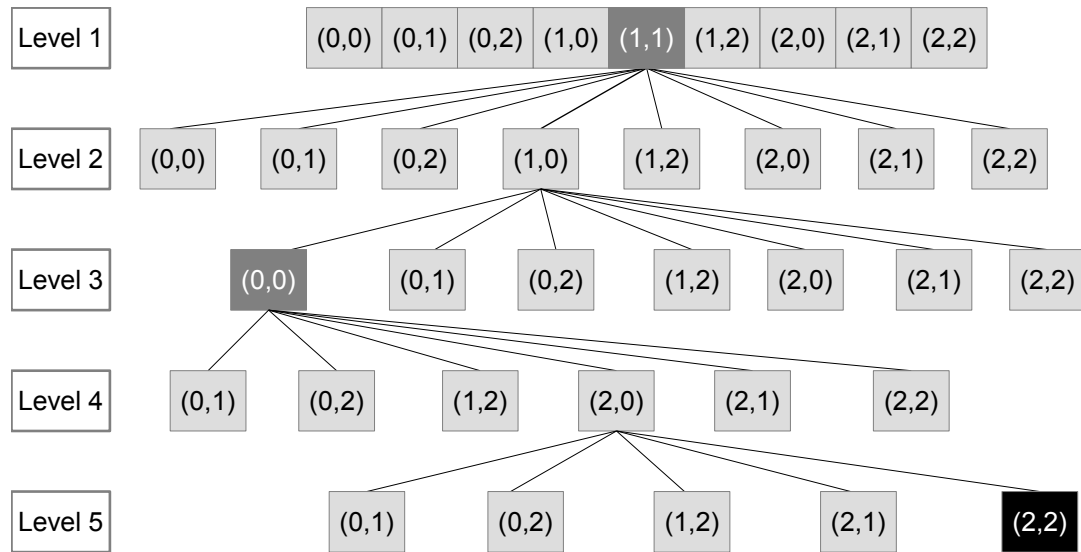 Level 1 (0,0) (0,1) (0,2) (1,0) (1,1) (1,2) (2,0) (2,1) (2,2)
Level 2 (0,0) (0,1) (0,2) (1,0) (1,2) (2,0) (2,1) (2,2)
Level 3 (0,0) (0,1) (0,2) (1,2) (2,0) (2,1) (2,2)
Level 4 (0,1) (0,2) (1,2) (2,0) (2,1) (2,2)
Level 5 (0,1) (0,2) (1,2) (2,1) (2,2)